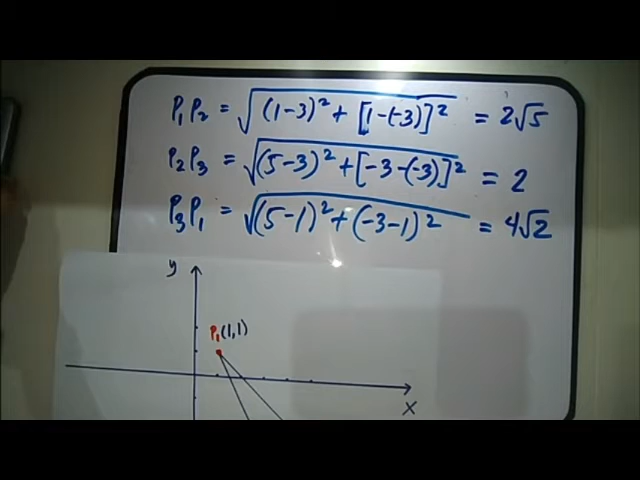 P₁P₂ = √(1-3)² + [1-(-3)]² = 2√5
P₂P₃ = √(5-3)² + [-3-(-3)]² = 2
P₃P₁ = √(5-1)² + (-3-1)² = 4√2
y
P₁(1,1)
X